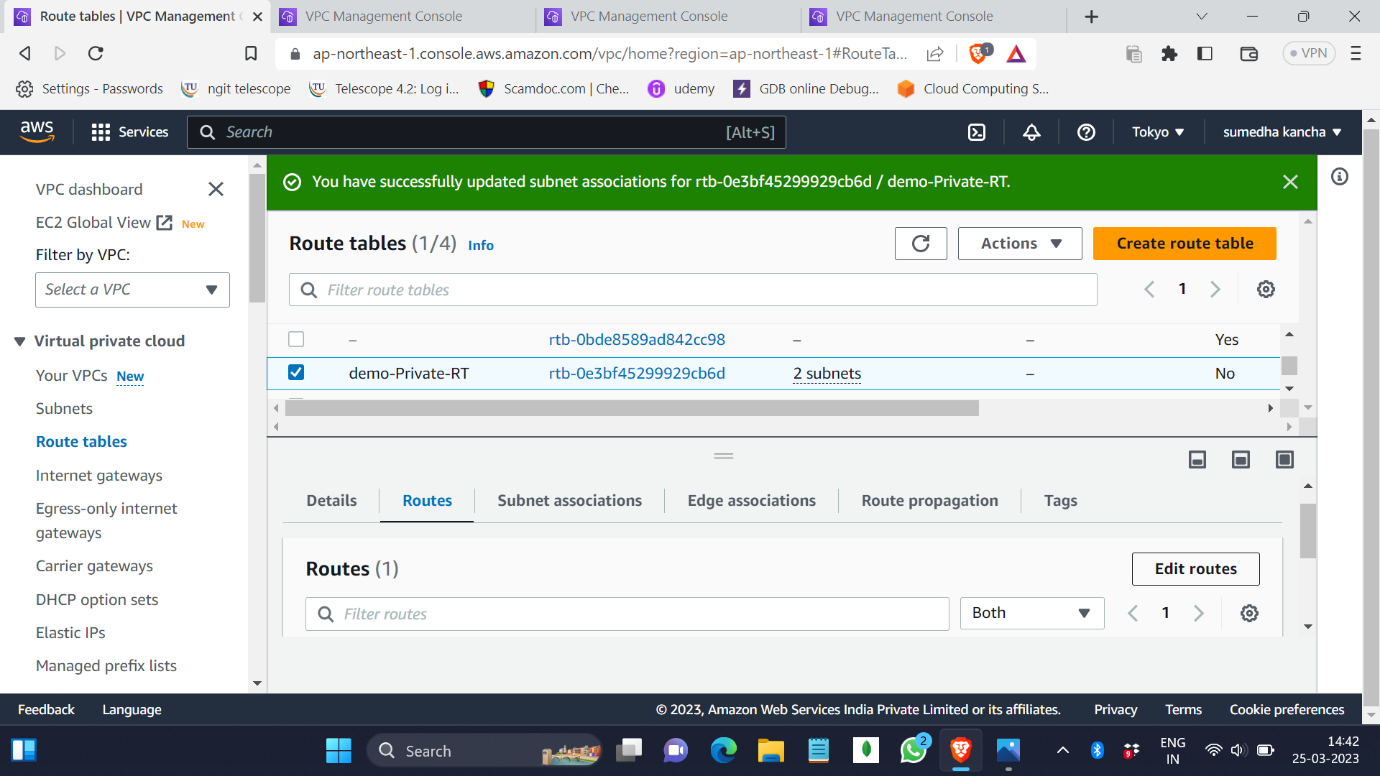 Route tables | VPC Management C
VPC Management Console
VPC Management Console
VPC Management Console
ap-northeast-1.console.aws.amazon.com/vpc/home?region=ap-northeast-1#RouteTa...
1
VPN
Settings - Passwords
TU
ngit telescope
TU
Telescope 4.2: Log i...
Scamdoc.com | Che...
udemy
GDB online Debug...
Cloud Computing S...
aws
Services
Search
[Alt+S]
Tokyo
sumedha kancha
VPC dashboard
EC2 Global View New
Filter by VPC:
Select a VPC
Virtual private cloud
Your VPCs New
Subnets
Route tables
Internet gateways
Egress-only internet
gateways
Carrier gateways
DHCP option sets
Elastic IPs
Managed prefix lists
You have successfully updated subnet associations for rtb-0e3bf45299929cb6d / demo-Private-RT.
Route tables (1/4) Info
Actions
Create route table
Filter route tables
1
– rtb-0bde8589ad842cc98 – – Yes
demo-Private-RT rtb-0e3bf45299929cb6d 2 subnets – No
Details
Routes
Subnet associations
Edge associations
Route propagation
Tags
Routes (1)
Edit routes
Filter routes
Both
1
Feedback
Language
© 2023, Amazon Web Services India Private Limited or its affiliates.
Privacy
Terms
Cookie preferences
Search
2
9
ENG
IN
14:42
25-03-2023